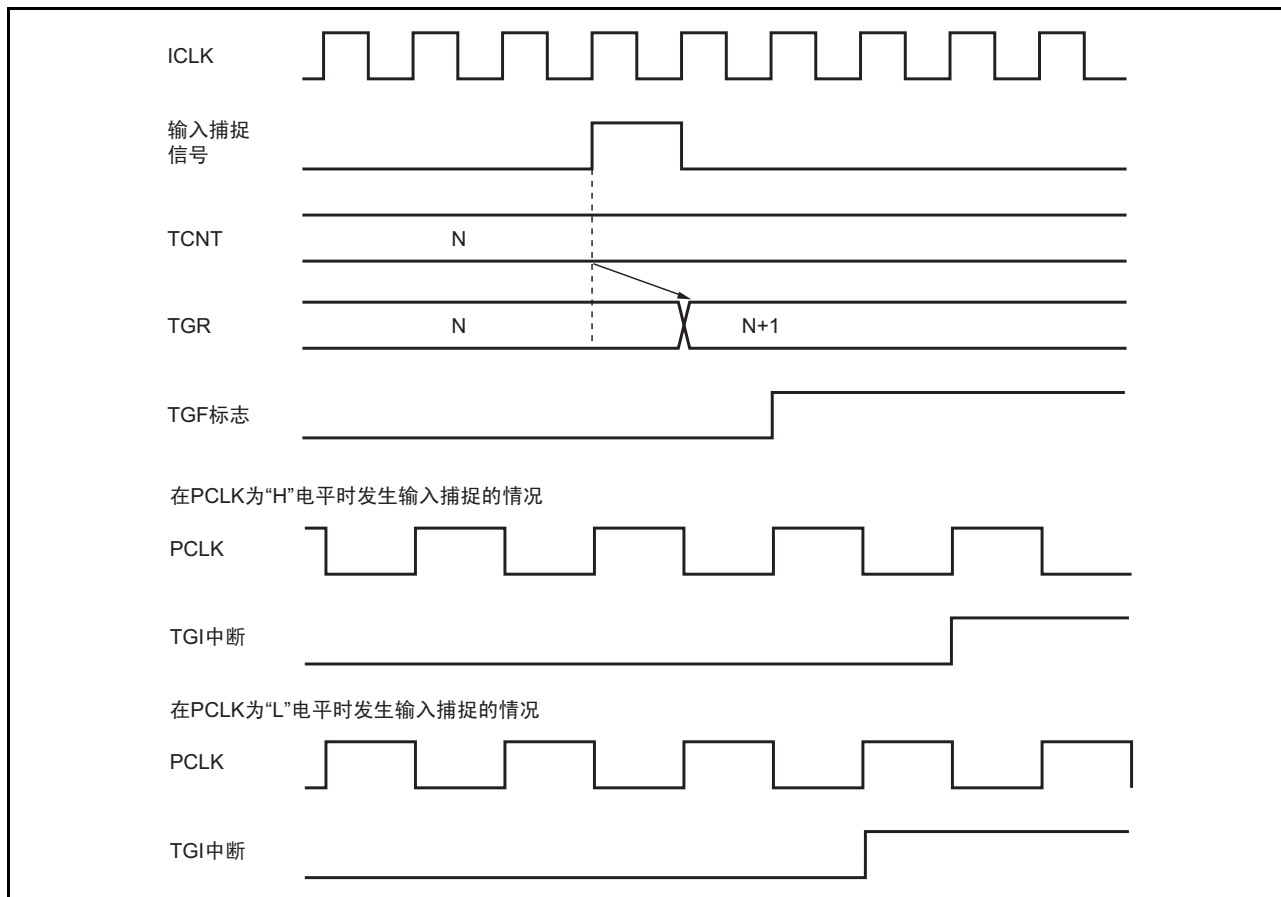 ICLK
输入捕捉
信号
TCNT
N
TGR
N
N+1
TGF标志
在PCLK为“H”电平时发生输入捕捉的情况
PCLK
TGI中断
在PCLK为“L”电平时发生输入捕捉的情况
PCLK
TGI中断